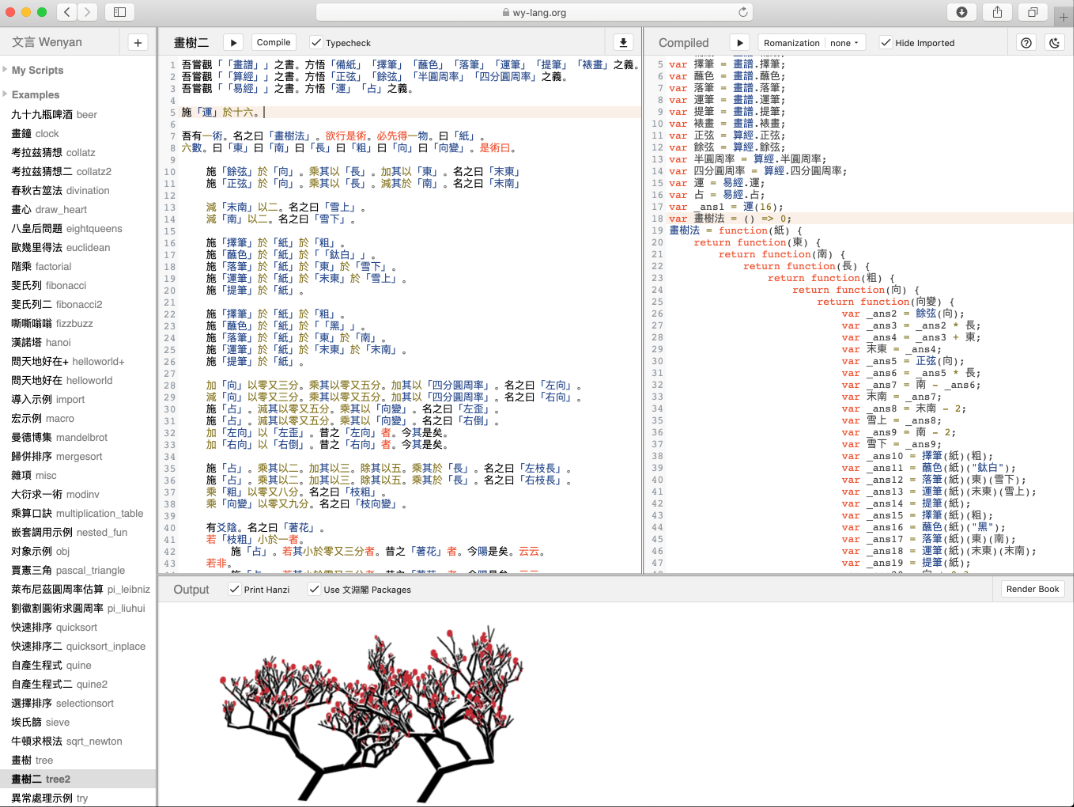 wy-lang.org
文言 Wenyan
+
My Scripts
Examples
九十九瓶啤酒 beer
畫鐘 clock
考拉茲猜想 collatz
考拉茲猜想二 collatz2
春秋古筮法 divination
畫心 draw_heart
八皇后問題 eightqueens
歐幾里得法 euclidean
階乘 factorial
斐氏列 fibonacci
斐氏列二 fibonacci2
嘶嘶嗡嗡 fizzbuzz
漢諾塔 hanoi
問天地好在+ helloworld+
問天地好在 helloworld
導入示例 import
宏示例 macro
曼德博集 mandelbrot
歸併排序 mergesort
雜項 misc
大衍求一術 modinv
乘算口訣 multiplication_table
嵌套調用示例 nested_fun
对象示例 obj
賈憲三角 pascal_triangle
萊布尼茲圓周率估算 pi_leibniz
劉徽割圓術求圓周率 pi_liuhui
快速排序 quicksort
快速排序二 quicksort_inplace
自產生程式 quine
自產生程式二 quine2
選擇排序 selectionsort
埃氏篩 sieve
牛頓求根法 sqrt_newton
畫樹 tree
畫樹二 tree2
異常處理示例 try
畫樹二
Compile
Typecheck
1 吾嘗觀「「畫譜」」之書。方悟「備紙」「擇筆」「蘸色」「落筆」「運筆」「提筆」「裱畫」之義。
2 吾嘗觀「「算經」」之書。方悟「正弦」「餘弦」「半圓周率」「四分圓周率」之義。
3 吾嘗觀「「易經」」之書。方悟「運」「占」之義。
4
5 施「運」於十六。
6
7 吾有一術。名之曰「畫樹法」。欲行是術。必先得一物。曰「紙」。
8 六數。曰「東」曰「南」曰「長」曰「粗」曰「向」曰「向變」。是術曰。
9
10 施「餘弦」於「向」。乘其以「長」。加其以「東」。名之曰「末東」
11 施「正弦」於「向」。乘其以「長」。減其於「南」。名之曰「末南」
12
13 減「末南」以二。名之曰「雪上」。
14 減「南」以二。名之曰「雪下」。
15
16 施「擇筆」於「紙」於「粗」。
17 施「蘸色」於「紙」於「「鈦白」」。
18 施「落筆」於「紙」於「東」於「雪下」。
19 施「運筆」於「紙」於「末東」於「雪上」。
20 施「提筆」於「紙」。
21
22 施「擇筆」於「紙」於「粗」。
23 施「蘸色」於「紙」於「「黑」」。
24 施「落筆」於「紙」於「東」於「南」。
25 施「運筆」於「紙」於「末東」於「末南」。
26 施「提筆」於「紙」。
27
28 加「向」以零又三分。乘其以零又五分。加其以「四分圓周率」。名之曰「左向」。
29 減「向」以零又三分。乘其以零又五分。加其以「四分圓周率」。名之曰「右向」。
30 施「占」。減其以零又五分。乘其以「向變」。名之曰「左歪」。
31 施「占」。減其以零又五分。乘其以「向變」。名之曰「右倒」。
32 加「左向」以「左歪」。昔之「左向」者。今其是矣。
33 加「右向」以「右倒」。昔之「右向」者。今其是矣。
34
35 施「占」。乘其以二。加其以三。除其以五。乘其於「長」。名之曰「左枝長」。
36 施「占」。乘其以二。加其以三。除其以五。乘其於「長」。名之曰「右枝長」。
37 乘「粗」以零又八分。名之曰「枝粗」。
38 乘「向變」以零又九分。名之曰「枝向變」。
39
40 有爻陰。名之曰「著花」。
41 若「枝粗」小於一者。
42 施「占」。若其小於零又三分者。昔之「著花」者。今陽是矣。云云。
43 若非。
Compiled
Romanization none
Hide Imported
5 var 擇筆 = 畫譜.擇筆;
6 var 蘸色 = 畫譜.蘸色;
7 var 落筆 = 畫譜.落筆;
8 var 運筆 = 畫譜.運筆;
9 var 提筆 = 畫譜.提筆;
10 var 裱畫 = 畫譜.裱畫;
11 var 正弦 = 算經.正弦;
12 var 餘弦 = 算經.餘弦;
13 var 半圓周率 = 算經.半圓周率;
14 var 四分圓周率 = 算經.四分圓周率;
15 var 運 = 易經.運;
16 var 占 = 易經.占;
17 var _ans1 = 運(16);
18 var 畫樹法 = () => 0;
19 畫樹法 = function(紙) {
20 return function(東) {
21 return function(南) {
22 return function(長) {
23 return function(粗) {
24 return function(向) {
25 return function(向變) {
26 var _ans2 = 餘弦(向);
27 var _ans3 = _ans2 * 長;
28 var _ans4 = _ans3 + 東;
29 var 末東 = _ans4;
30 var _ans5 = 正弦(向);
31 var _ans6 = _ans5 * 長;
32 var _ans7 = 南 - _ans6;
33 var 末南 = _ans7;
34 var _ans8 = 末南 - 2;
35 var 雪上 = _ans8;
36 var _ans9 = 南 - 2;
37 var 雪下 = _ans9;
38 var _ans10 = 擇筆(紙)(粗);
39 var _ans11 = 蘸色(紙)("鈦白");
40 var _ans12 = 落筆(紙)(東)(雪下);
41 var _ans13 = 運筆(紙)(末東)(雪上);
42 var _ans14 = 提筆(紙);
43 var _ans15 = 擇筆(紙)(粗);
44 var _ans16 = 蘸色(紙)("黑");
45 var _ans17 = 落筆(紙)(東)(南);
46 var _ans18 = 運筆(紙)(末東)(末南);
47 var _ans19 = 提筆(紙);
Output
Print Hanzi
Use 文淵閣 Packages
Render Book